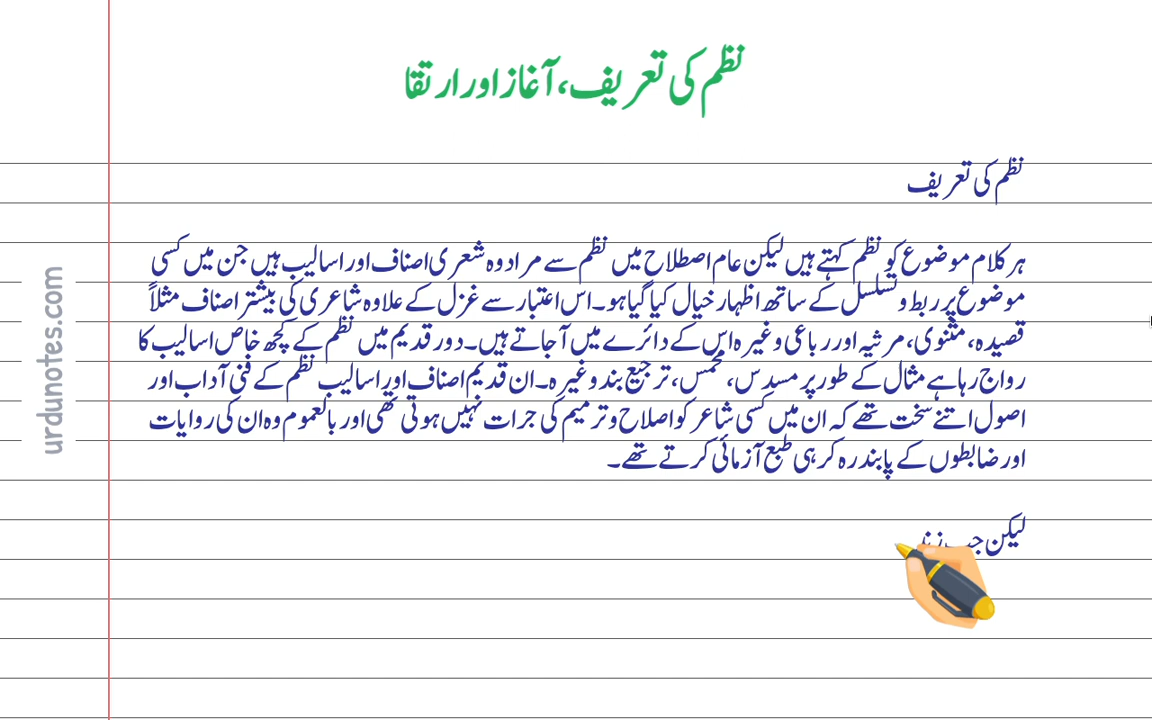 نظم کی تعریف، آغاز اور ارتقا
نظم کی تعریف
ہر کلام موضوع کو نظم کہتے ہیں لیکن عام اصطلاح میں نظم سے مراد وہ شعری اصناف اور اسالیب ہیں جن میں کسی
موضوع پر ربط و تسلسل کے ساتھ اظہار خیال کیا گیا ہو۔ اس اعتبار سے غزل کے علاوہ شاعری کی بیشتر اصناف مثلاً
قصیدہ، مثنوی، مرثیہ اور رباعی وغیرہ اس کے دائرے میں آ جاتے ہیں۔ دور قدیم میں نظم کے کچھ خاص اسالیب کا
رواج رہا ہے مثال کے طور پر مسدس، مخمس، ترجیع بند وغیرہ۔ ان قدیم اصناف اور اسالیب نظم کے فنی آداب اور
اصول اتنے سخت تھے کہ ان میں کسی شاعر کو اصلاح و ترمیم کی جرات نہیں ہوتی تھی اور بالعموم وہ ان کی روایات
اور ضابطوں کے پابند رہ کر ہی طبع آزمائی کرتے تھے۔
لیکن جب
urdunotes.com